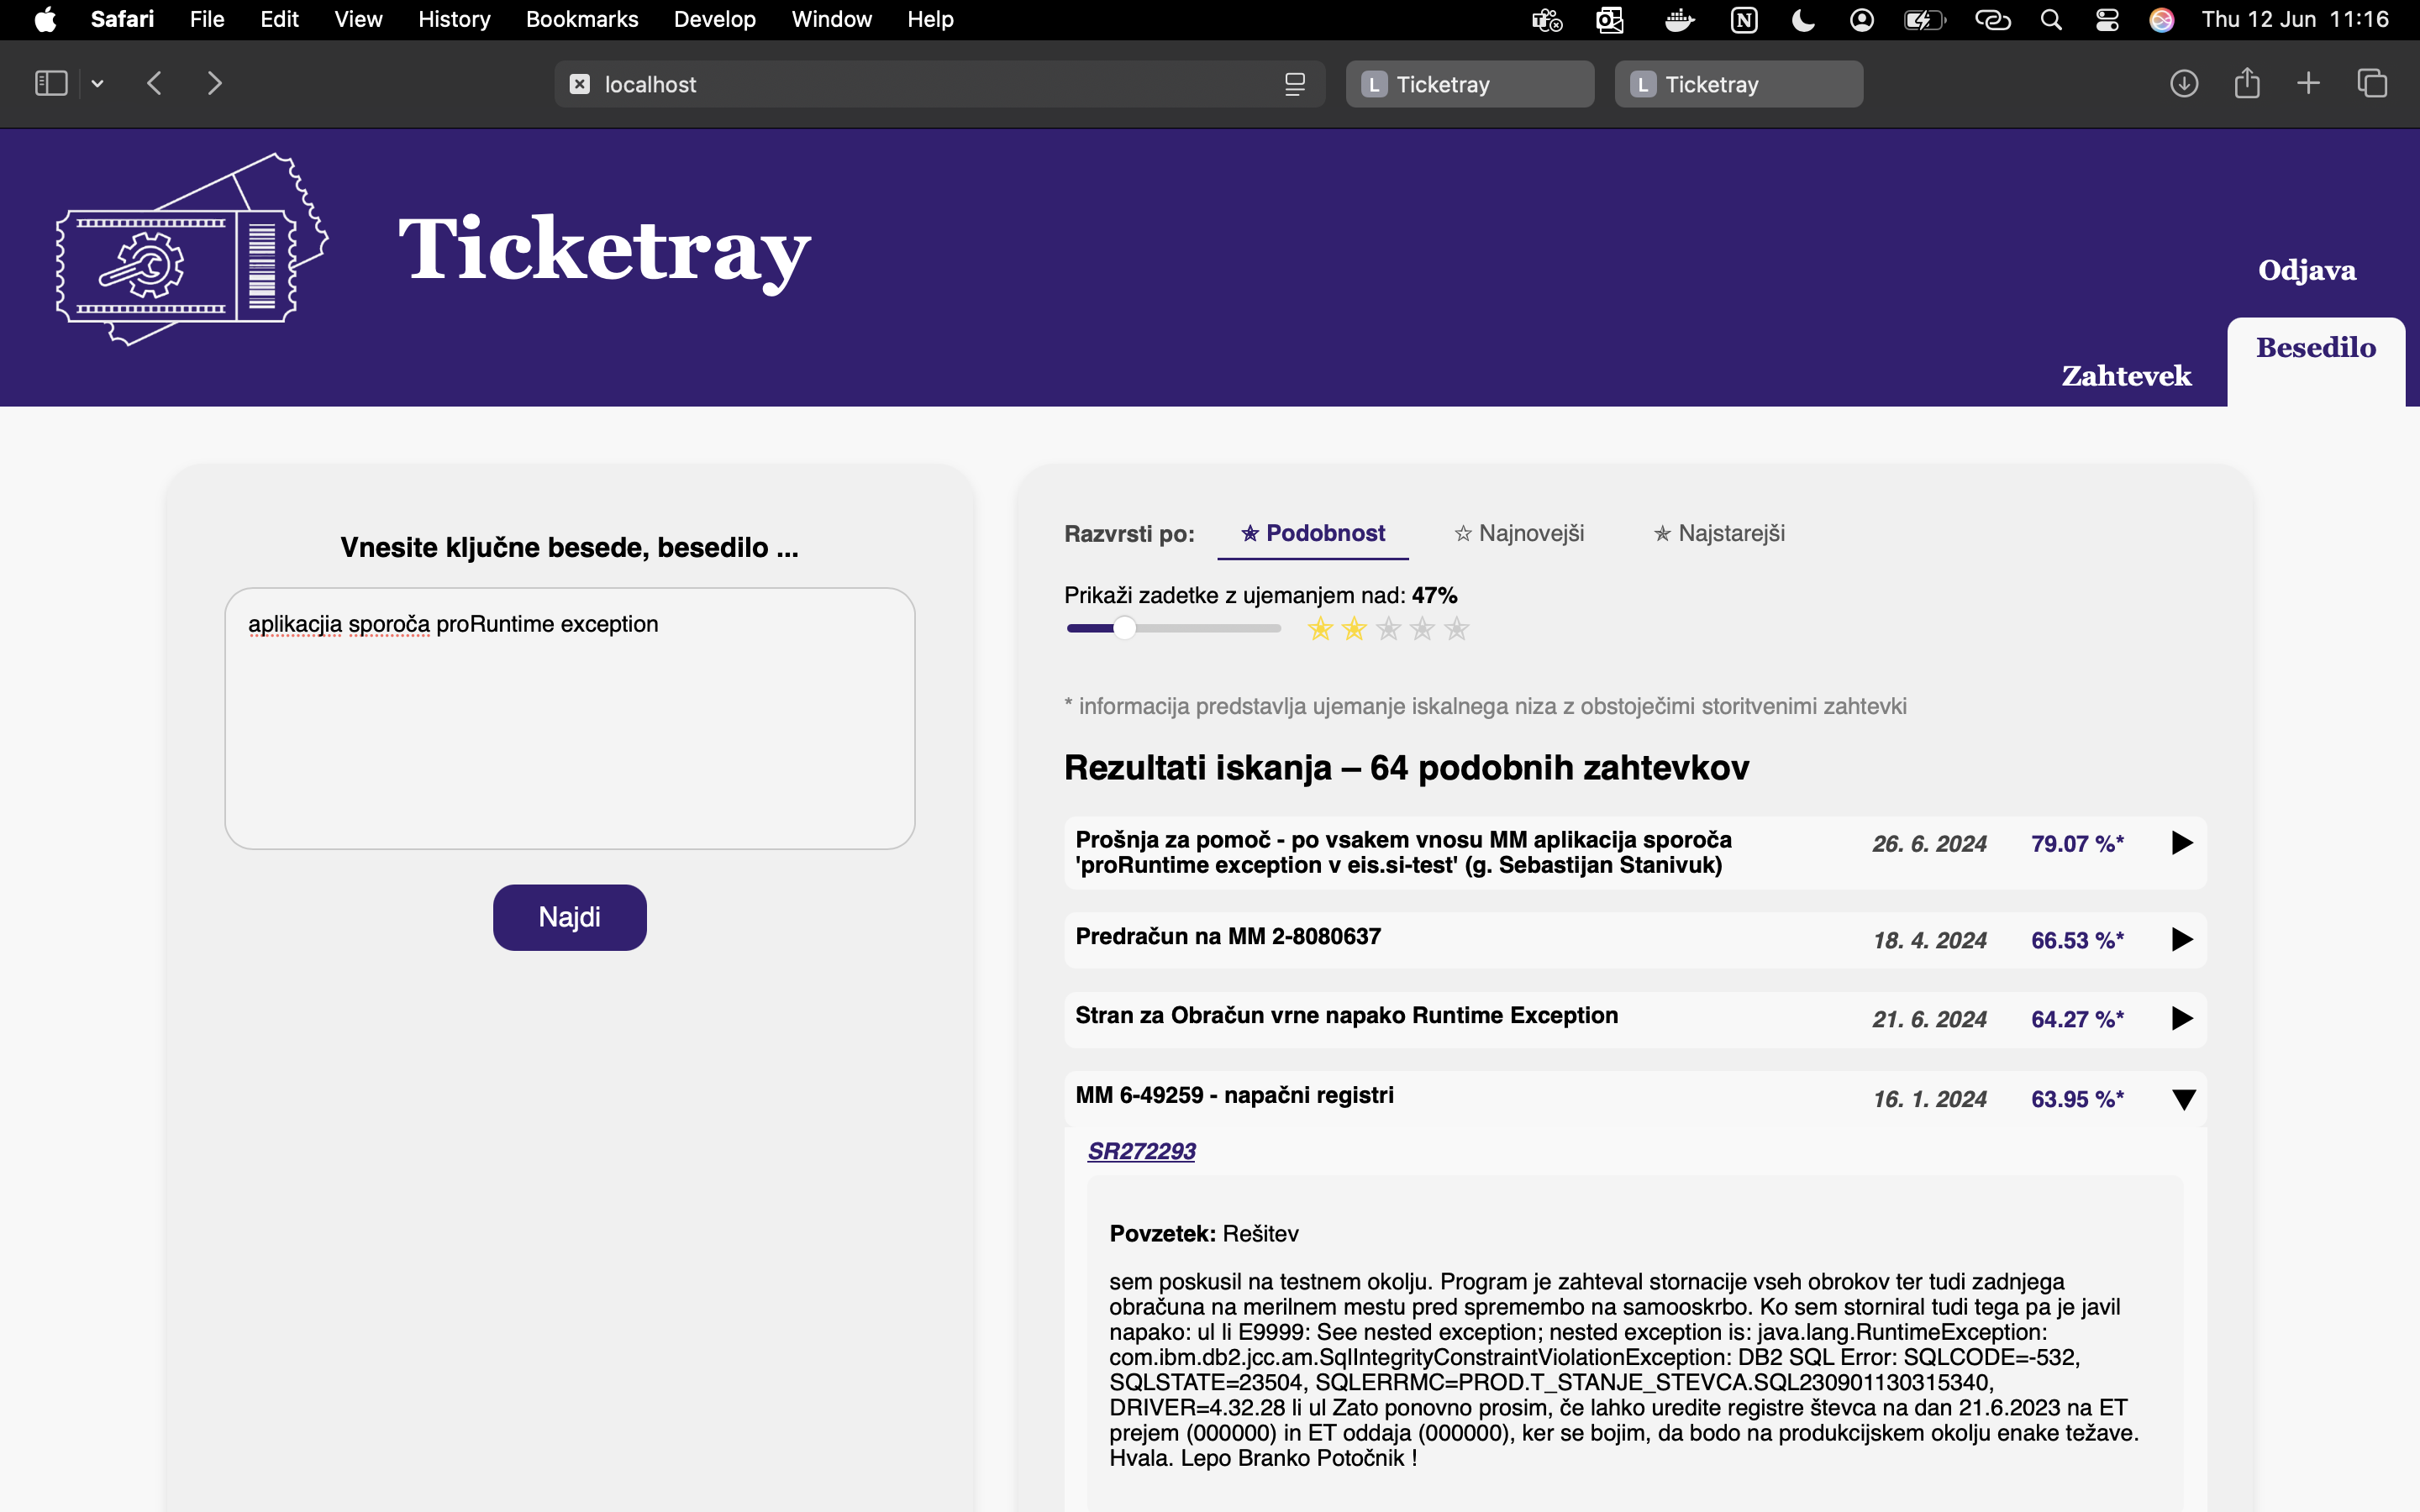 Safari File Edit View History Bookmarks Develop Window Help Thu 12 Jun 11:16
localhost L Ticketray L Ticketray
Ticketray
Odjava
Zahtevek
Besedilo
Vnesite ključne besede, besedilo ...
aplikacjia sporoča proRuntime exception
Najdi
Razvrsti po: Podobnost Najnovejši Najstarejši
Prikaži zadetke z ujemanjem nad: 47%
* informacija predstavlja ujemanje iskalnega niza z obstoječimi storitvenimi zahtevki
Rezultati iskanja – 64 podobnih zahtevkov
Prošnja za pomoč - po vsakem vnosu MM aplikacija sporoča
'proRuntime exception v eis.si-test' (g. Sebastijan Stanivuk)
26. 6. 2024 79.07 %*
Predračun na MM 2-8080637 18. 4. 2024 66.53 %*
Stran za Obračun vrne napako Runtime Exception 21. 6. 2024 64.27 %*
MM 6-49259 - napačni registri 16. 1. 2024 63.95 %*
SR272293
Povzetek: Rešitev
sem poskusil na testnem okolju. Program je zahteval stornacije vseh obrokov ter tudi zadnjega
obračuna na merilnem mestu pred spremembo na samooskrbo. Ko sem storniral tudi tega pa je javil
napako: ul li E9999: See nested exception; nested exception is: java.lang.RuntimeException:
com.ibm.db2.jcc.am.SqlIntegrityConstraintViolationException: DB2 SQL Error: SQLCODE=-532,
SQLSTATE=23504, SQLERRMC=PROD.T_STANJE_STEVCA.SQL230901130315340,
DRIVER=4.32.28 li ul Zato ponovno prosim, če lahko uredite registre števca na dan 21.6.2023 na ET
prejem (000000) in ET oddaja (000000), ker se bojim, da bodo na produkcijskem okolju enake težave.
Hvala. Lepo Branko Potočnik !